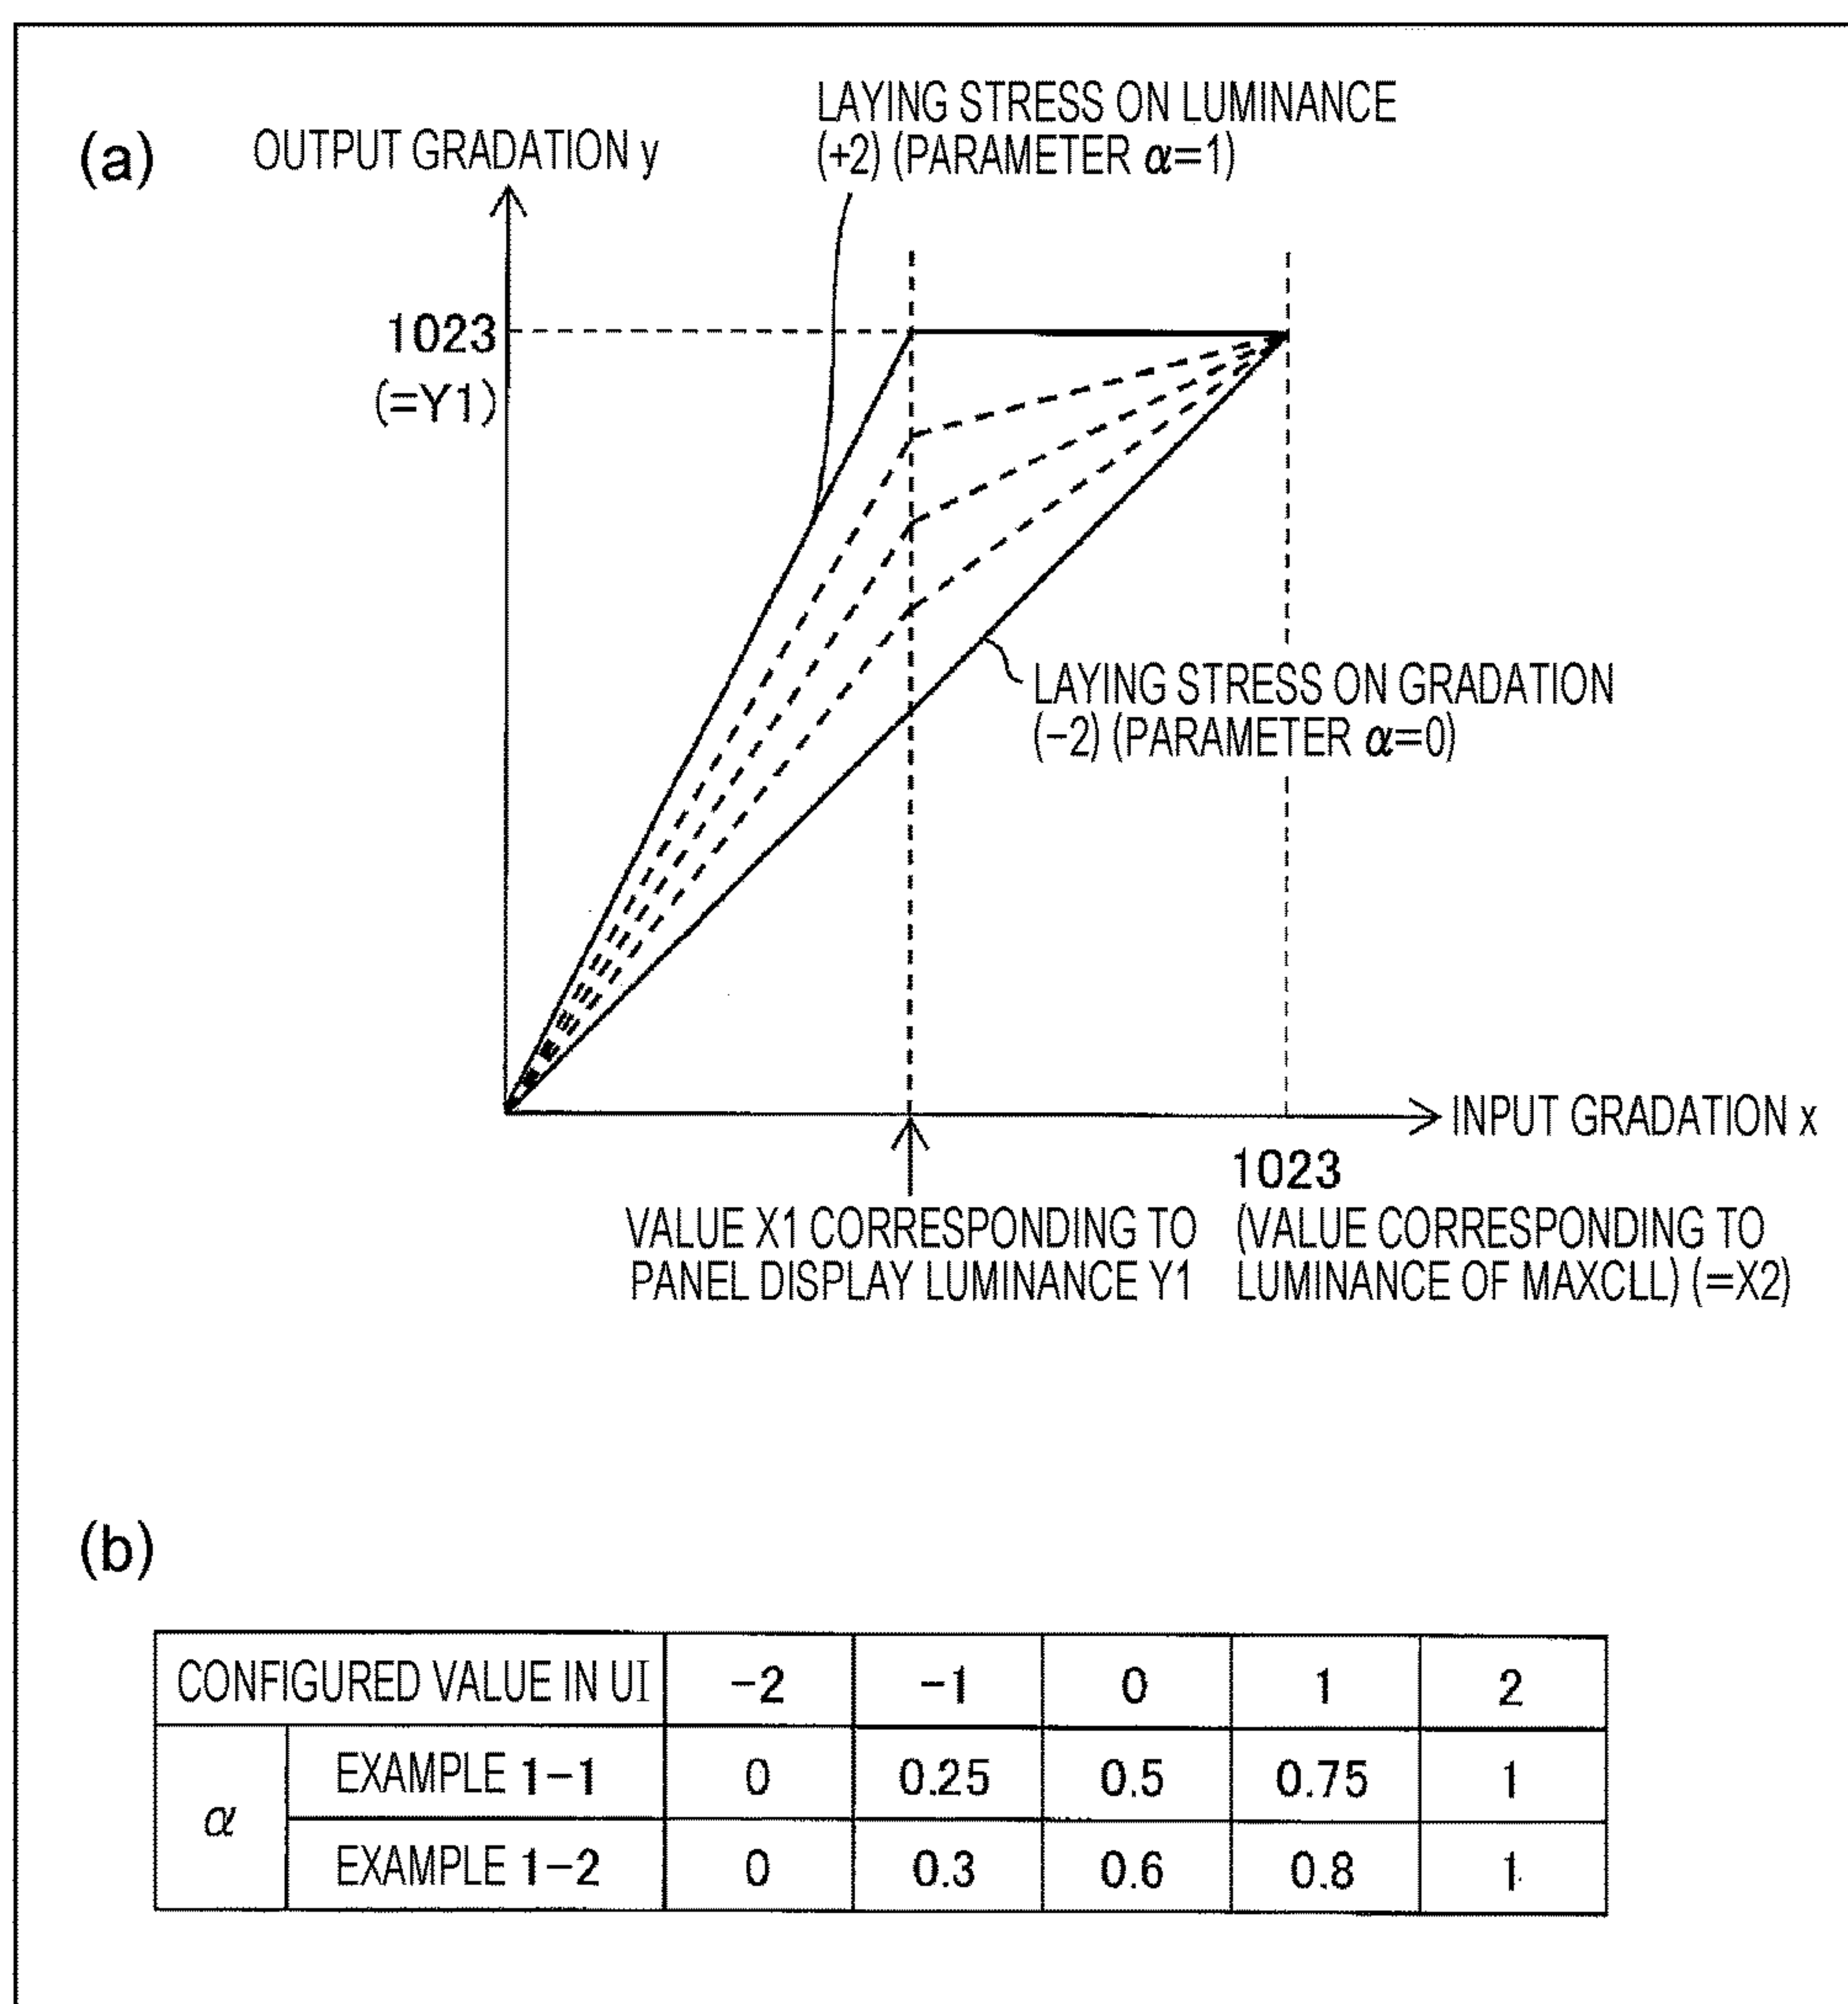 (a)
OUTPUT GRADATION y
LAYING STRESS ON LUMINANCE
(+2) (PARAMETER α=1)
1023
(=Y1)
LAYING STRESS ON GRADATION
(−2) (PARAMETER α=0)
INPUT GRADATION x
1023
(VALUE CORRESPONDING TO
LUMINANCE OF MAXCLL) (=X2)
VALUE X1 CORRESPONDING TO
PANEL DISPLAY LUMINANCE Y1
(b)
CONFIGURED VALUE IN UI −2 −1 0 1 2
α
EXAMPLE 1−1 0 0.25 0.5 0.75 1
EXAMPLE 1−2 0 0.3 0.6 0.8 1